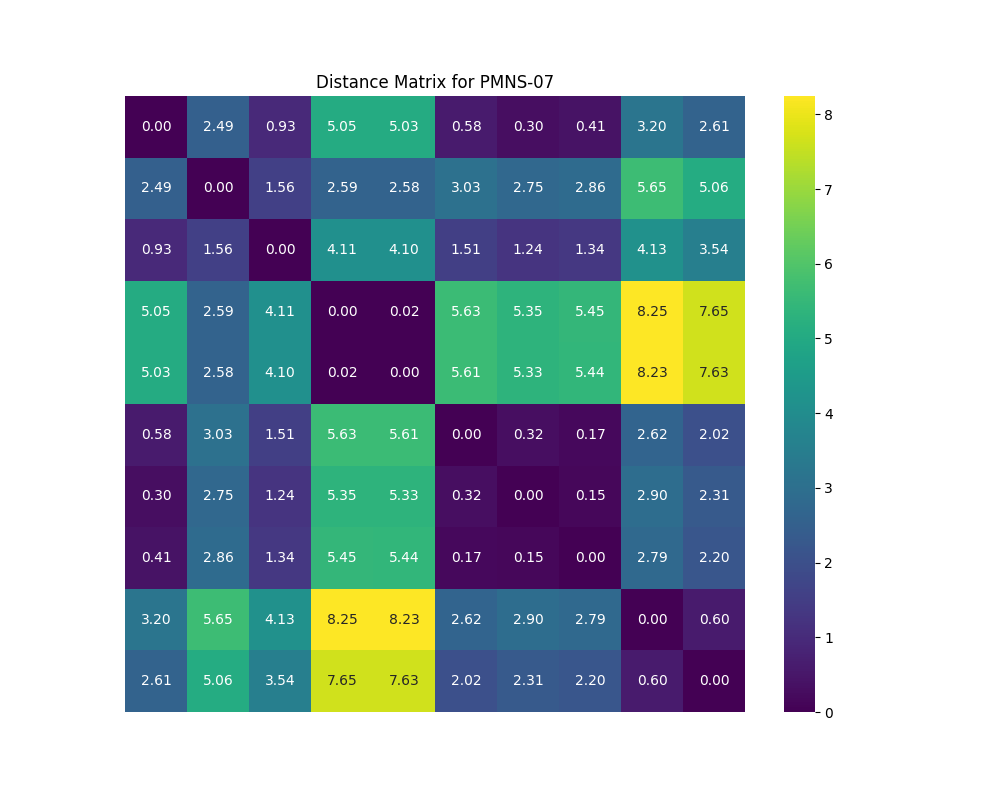 Distance Matrix for PMNS-07
0.00 2.49 0.93 5.05 5.03 0.58 0.30 0.41 3.20 2.61
2.49 0.00 1.56 2.59 2.58 3.03 2.75 2.86 5.65 5.06
0.93 1.56 0.00 4.11 4.10 1.51 1.24 1.34 4.13 3.54
5.05 2.59 4.11 0.00 0.02 5.63 5.35 5.45 8.25 7.65
5.03 2.58 4.10 0.02 0.00 5.61 5.33 5.44 8.23 7.63
0.58 3.03 1.51 5.63 5.61 0.00 0.32 0.17 2.62 2.02
0.30 2.75 1.24 5.35 5.33 0.32 0.00 0.15 2.90 2.31
0.41 2.86 1.34 5.45 5.44 0.17 0.15 0.00 2.79 2.20
3.20 5.65 4.13 8.25 8.23 2.62 2.90 2.79 0.00 0.60
2.61 5.06 3.54 7.65 7.63 2.02 2.31 2.20 0.60 0.00
8
7
6
5
4
3
2
1
0